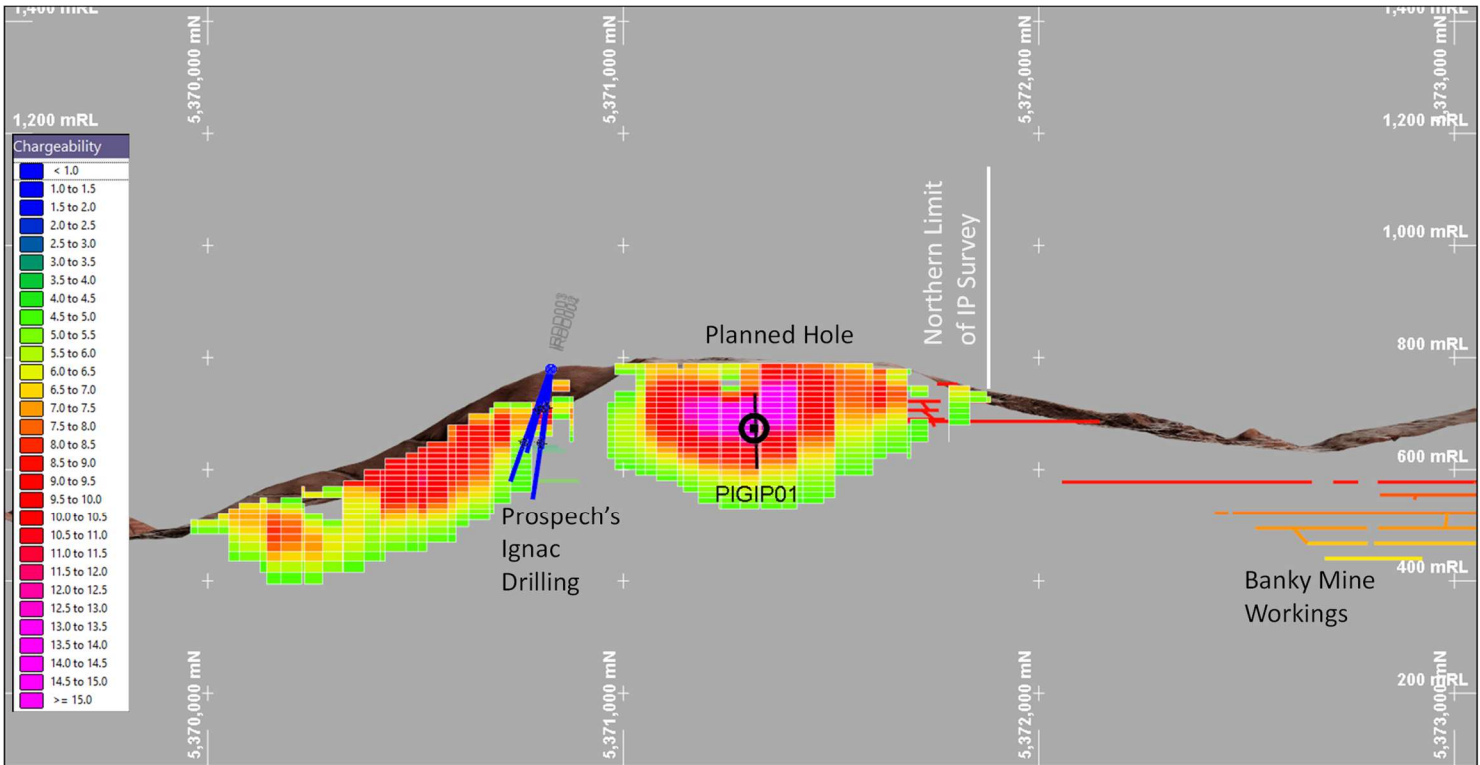 1,400 mRL
1,400 mRL
5,370,000 mN
5,371,000 mN
5,372,000 mN
5,373,000 mN
1,200 mRL
1,200 mRL
Chargeability
< 1.0
1.0 to 1.5
1.5 to 2.0
2.0 to 2.5
2.5 to 3.0
3.0 to 3.5
3.5 to 4.0
4.0 to 4.5
4.5 to 5.0
5.0 to 5.5
5.5 to 6.0
6.0 to 6.5
6.5 to 7.0
7.0 to 7.5
7.5 to 8.0
8.0 to 8.5
8.5 to 9.0
9.0 to 9.5
9.5 to 10.0
10.0 to 10.5
10.5 to 11.0
11.0 to 11.5
11.5 to 12.0
12.0 to 12.5
12.5 to 13.0
13.0 to 13.5
13.5 to 14.0
14.0 to 14.5
14.5 to 15.0
>= 15.0
1,000 mRL
Northern Limit
of IP Survey
Planned Hole
800 mRL
600 mRL
PIGIP01
Prospech's
Ignac
Drilling
400 mRL
Banky Mine
Workings
200 mRL
5,370,000 mN
5,371,000 mN
5,372,000 mN
5,373,000 mN